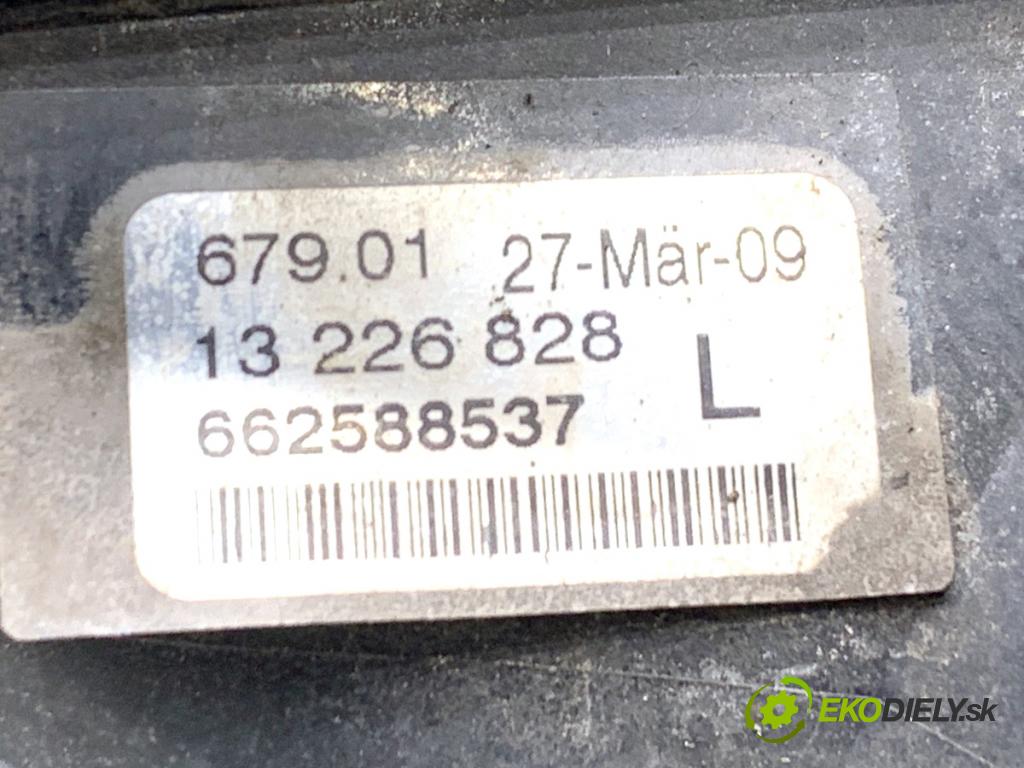 679.01 27-Mär-09
13 226 828
L
662588537
EKODIELY.sk